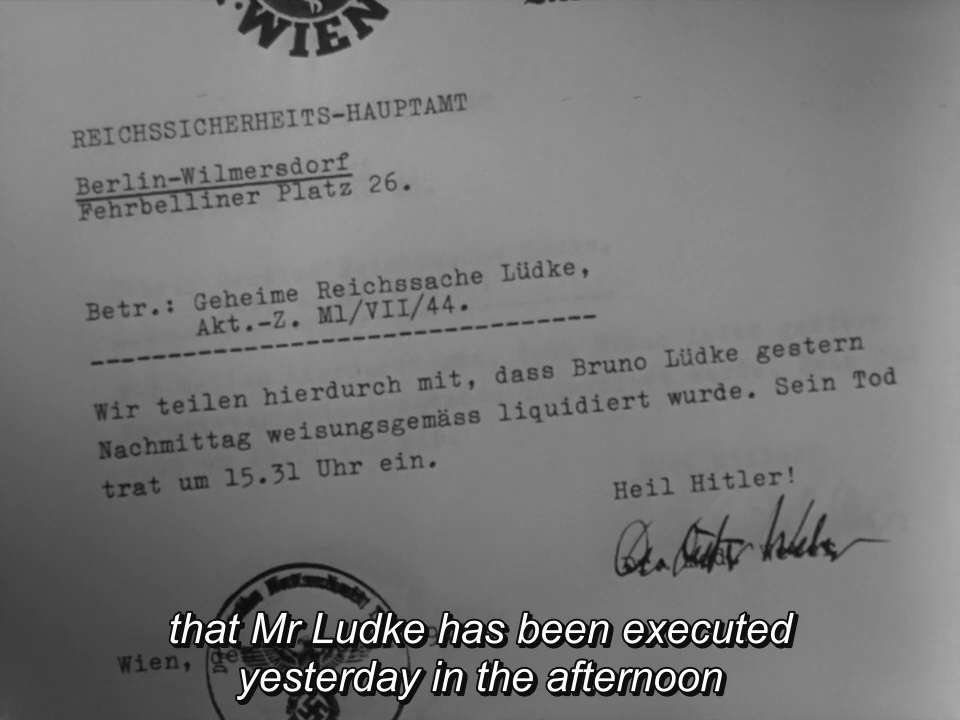 WIEN
REICHSSICHERHEITS-HAUPTAMT
Berlin-Wilmersdorf
Fehrbelliner Platz 26.
Betr.: Geheime Reichssache Lüdke,
Akt.-Z. M1/VII/44.
Wir teilen hierdurch mit, dass Bruno Lüdke gestern
Nachmittag weisungsgemäss liquidiert wurde. Sein Tod
trat um 15.31 Uhr ein.
Heil Hitler!
Wien,
that Mr Ludke has been executed
yesterday in the afternoon